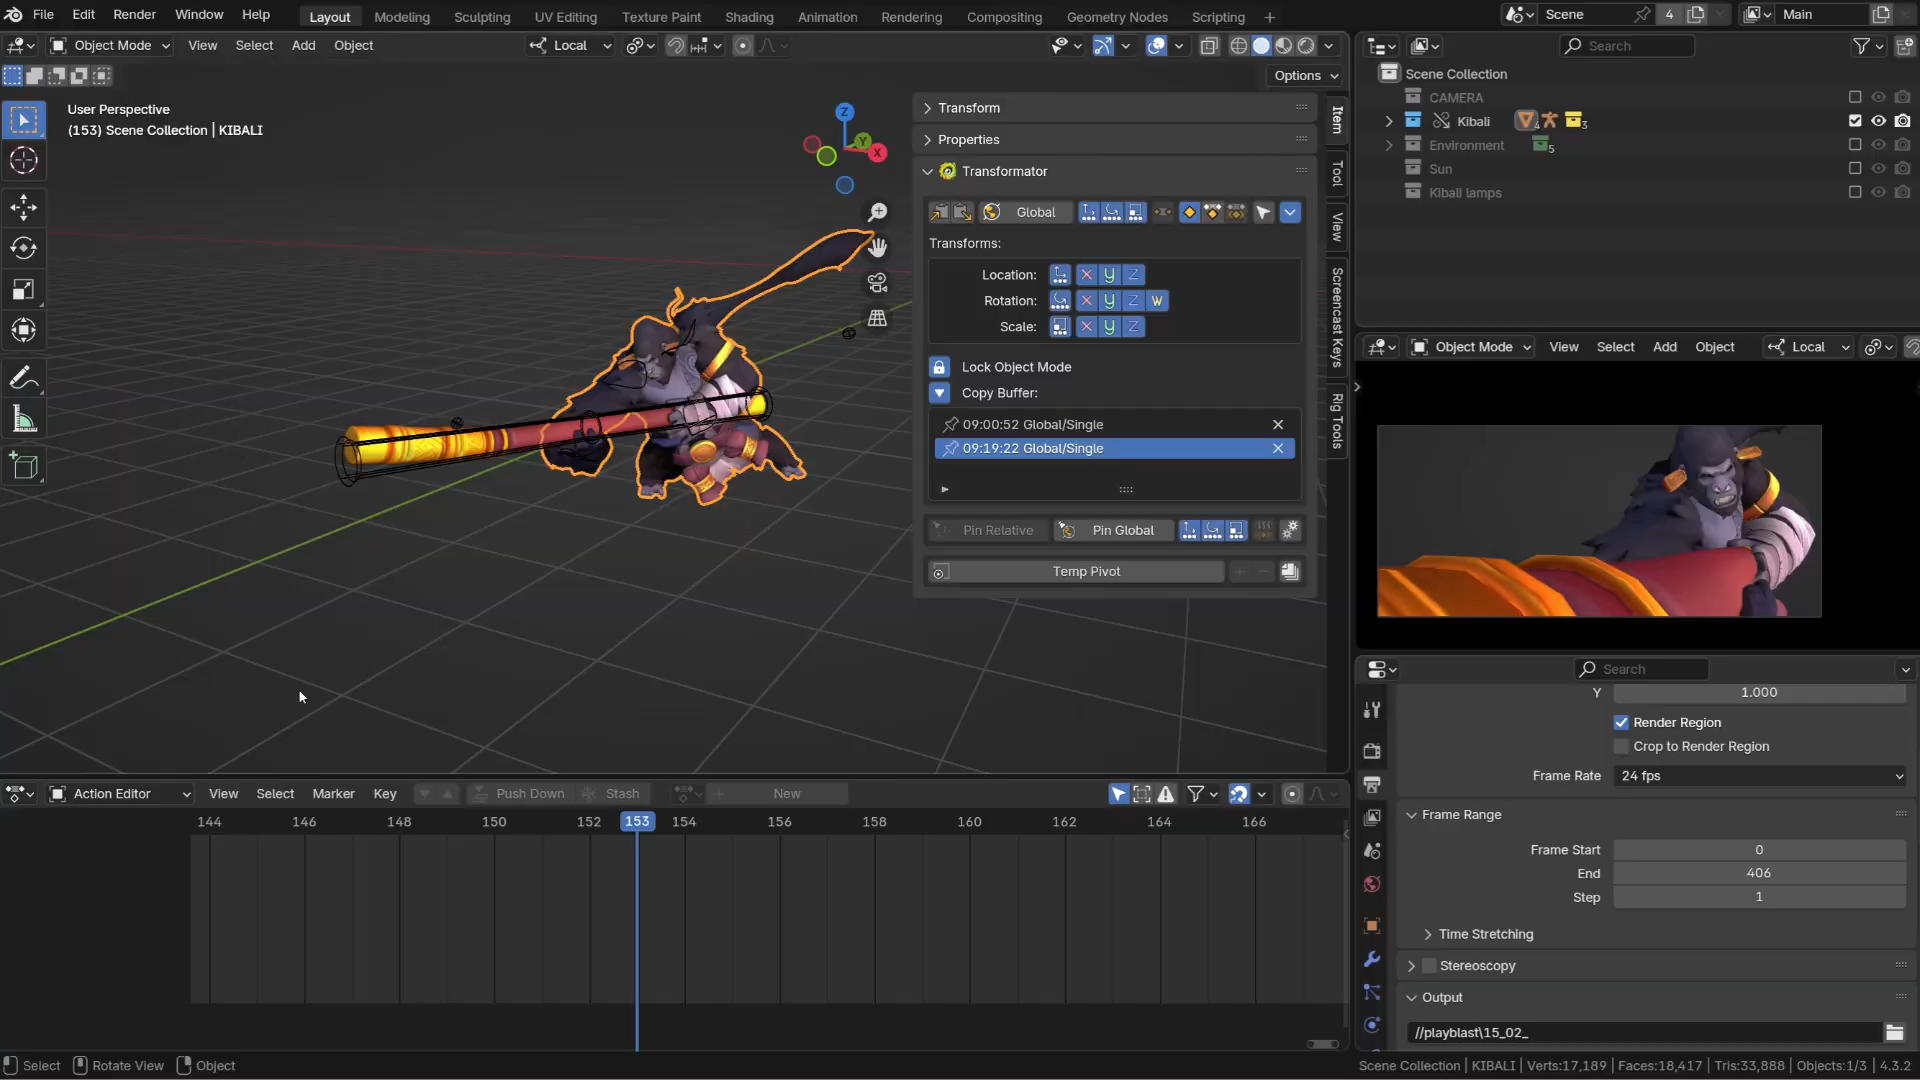 File Edit Render Window Help Layout Modeling Sculpting UV Editing Texture Paint Shading Animation Rendering Compositing Geometry Nodes Scripting + Scene 4 Main
Object Mode View Select Add Object Local Search
Options
User Perspective
(153) Scene Collection | KIBALI
Z
Y
X
Transform
Properties
Transformator
Global
Transforms:
Location: X Y Z
Rotation: X Y Z W
Scale: X Y Z
Lock Object Mode
Copy Buffer:
09:00:52 Global/Single
09:19:22 Global/Single
Pin Relative Pin Global
Temp Pivot
Item
Tool
View
Screencast Keys
Rig Tools
Scene Collection
CAMERA
Kibali 4 3
Environment 5
Sun
Kibali lamps
Object Mode View Select Add Object Local
Search
Y 1.000
Render Region
Crop to Render Region
Frame Rate 24 fps
Frame Range
Frame Start 0
End 406
Step 1
Time Stretching
Stereoscopy
Output
//playblast\15_02_
Action Editor View Select Marker Key Push Down Stash New
144 146 148 150 152 153 154 156 158 160 162 164 166
Select Rotate View Object Scene Collection | KIBALI | Verts:17,189 | Faces:18,417 | Tris:33,888 | Objects:1/3 | 4.3.2